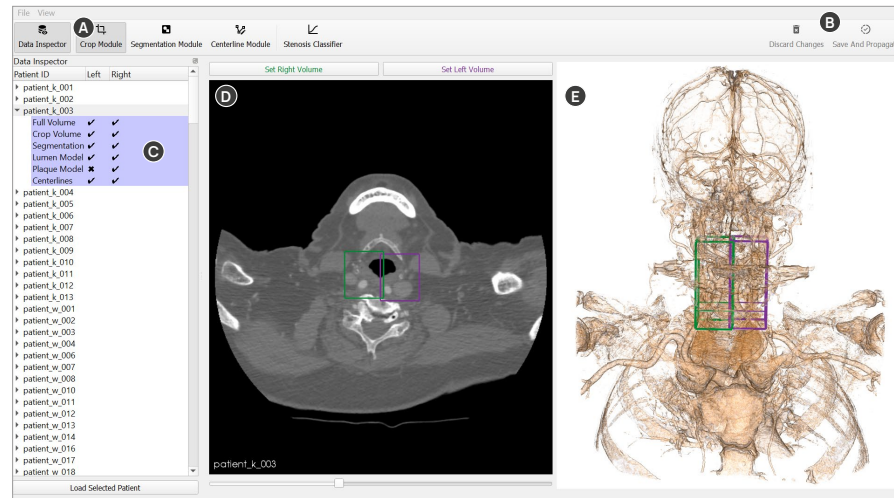 File View
A
B
Data Inspector Crop Module Segmentation Module Centerline Module Stenosis Classifier Discard Changes Save And Propagat
Data Inspector
Patient ID Left Right
patient_k_001
patient_k_002
patient_k_003
Full Volume ✔ ✔
Crop Volume ✔ ✔
Segmentation ✔ ✔
Lumen Model ✔ ✔
Plaque Model ✖ ✔
Centerlines ✔ ✔
C
patient_k_004
patient_k_005
patient_k_006
patient_k_007
patient_k_008
patient_k_009
patient_k_010
patient_k_011
patient_k_012
patient_k_013
patient_w_001
patient_w_002
patient_w_003
patient_w_004
patient_w_006
patient_w_007
patient_w_008
patient_w_010
patient_w_011
patient_w_012
patient_w_013
patient_w_014
patient_w_016
patient_w_017
patient_w_018
Load Selected Patient
Set Right Volume Set Left Volume
D
patient_k_003
E